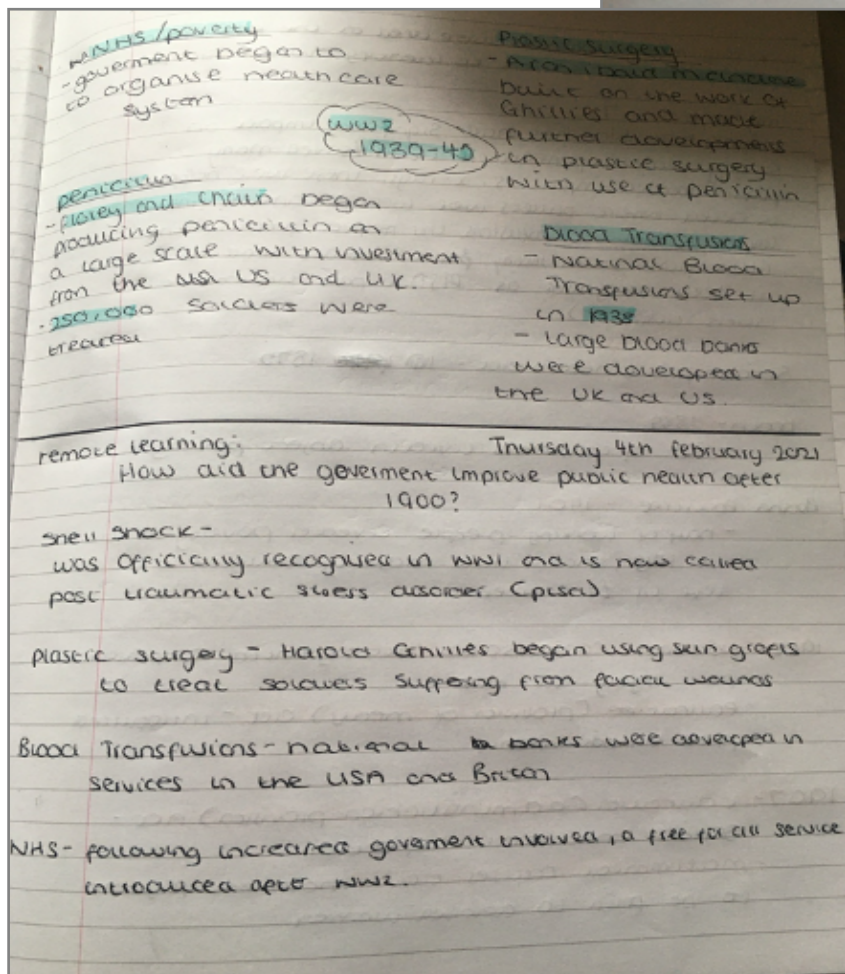 NHS/poverty
-goverment began to
to organise healthcare
system
Plastic surgery
- Archibald McIndoe
built on the work of
Ghillies and made
further developments
in plastic surgery
with use of penicillin
WW2
1939-45
penicillin
-florey and chain began
producing penicillin on
a large scale with investment
from the US and UK.
-250,000 soldiers were
treated
Blood Transfusions
- National Blood
Transfusions set up
in 1938
- Large blood banks
were developed in
the UK and US.
remote learning: Thursday 4th february 2021
How did the goverment improve public health after
1900?
shell shock -
was officially recognised in WW1 and is now called
post traumatic stress disorder (ptsd)
plastic surgery - Harold Ghillies began using skin grafts
to treat soldiers suffering from facial wounds
Blood Transfusions - national banks were developed in
services in the USA and Britain
NHS - following increased goverment involved, a free for all service
introduced after WW2.